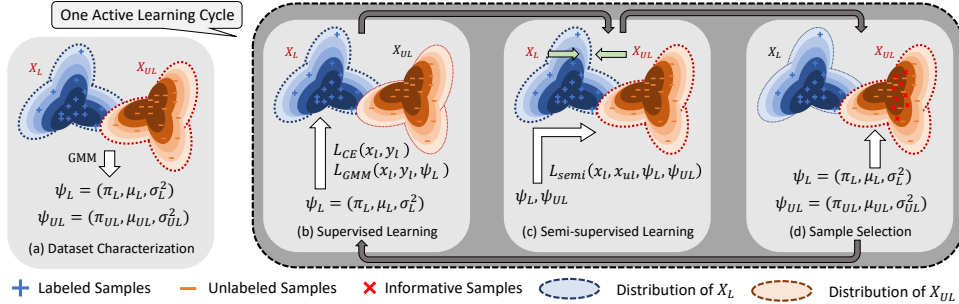 One Active Learning Cycle
X_L
X_UL
GMM
ψ_L = (π_L, μ_L, σ_L^2)
ψ_UL = (π_UL, μ_UL, σ_UL^2)
(a) Dataset Characterization
X_L
X_UL
L_CE(x_l, y_l)
L_GMM(x_l, y_l, ψ_L)
ψ_L = (π_L, μ_L, σ_L^2)
(b) Supervised Learning
X_L
X_UL
L_semi(x_l, x_ul, ψ_L, ψ_UL)
ψ_L, ψ_UL
(c) Semi-supervised Learning
X_L
X_UL
ψ_L = (π_L, μ_L, σ_L^2)
ψ_UL = (π_UL, μ_UL, σ_UL^2)
(d) Sample Selection
Labeled Samples
Unlabeled Samples
Informative Samples
Distribution of X_L
Distribution of X_UL